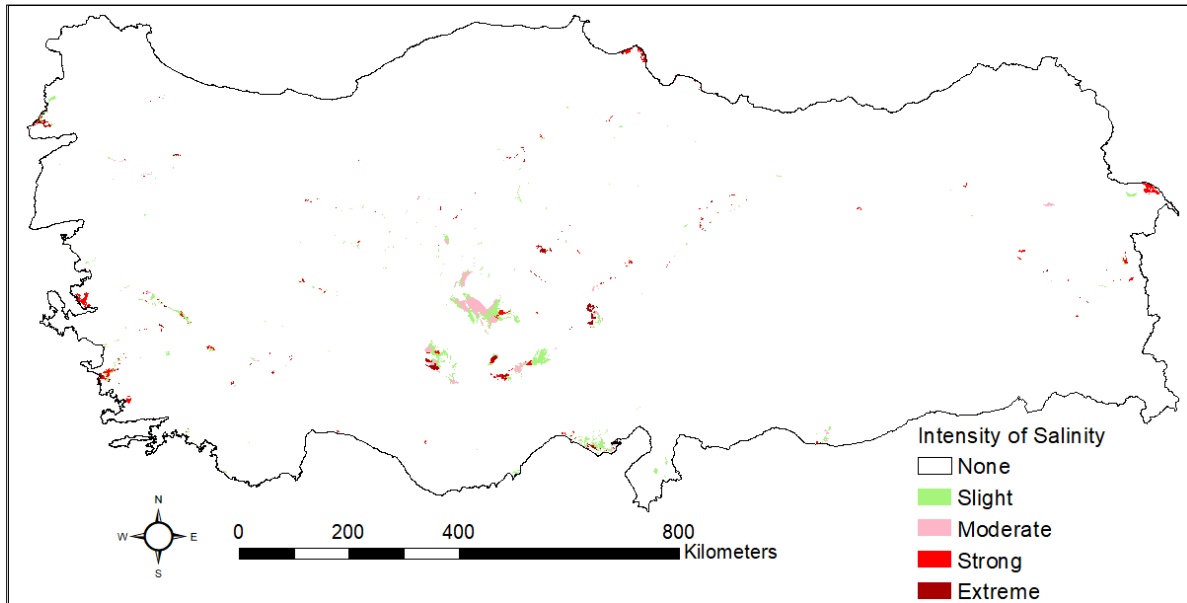 Intensity of Salinity
None
Slight
Moderate
Strong
Extreme
N
W E
S
0 200 400 800
Kilometers